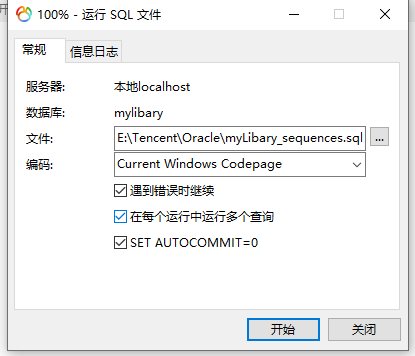 100% - 运行 SQL 文件
常规
信息日志
服务器:
本地localhost
数据库:
mylibary
文件:
E:\Tencent\Oracle\myLibary_sequences.sql
...
编码:
Current Windows Codepage
遇到错误时继续
在每个运行中运行多个查询
SET AUTOCOMMIT=0
开始
关闭